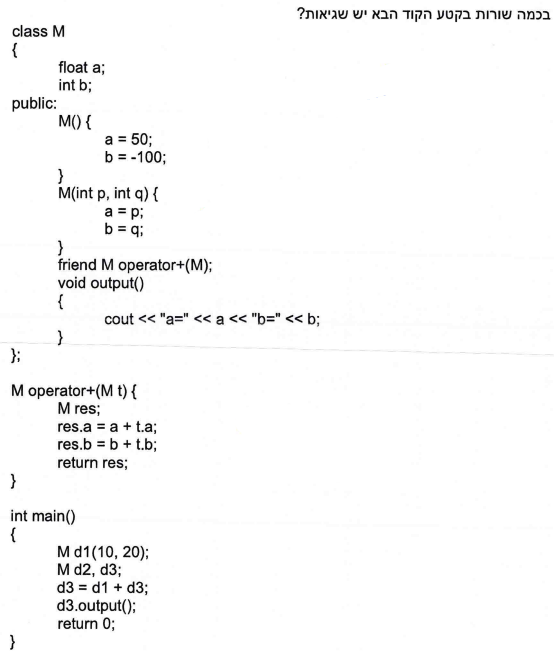 בכמה שורות בקטע הקוד הבא יש שגיאות?
class M
{
float a;
int b;
public:
M() {
a = 50;
b = -100;
}
M(int p, int q) {
a = p;
b = q;
}
friend M operator+(M);
void output()
{
cout << "a=" << a << "b=" << b;
}
};
M operator+(M t) {
M res;
res.a = a + t.a;
res.b = b + t.b;
return res;
}
int main()
{
M d1(10, 20);
M d2, d3;
d3 = d1 + d3;
d3.output();
return 0;
}